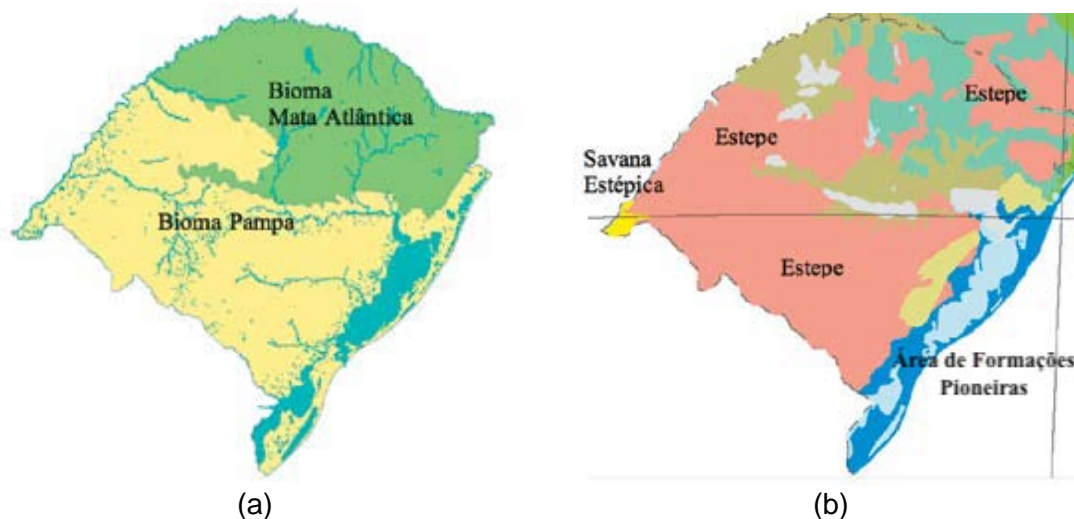 Bioma
Mata Atlântica
Bioma Pampa
(a)
Estepe
Estepe
Savana
Estépica
Estepe
Área de Formações
Pioneiras
(b)